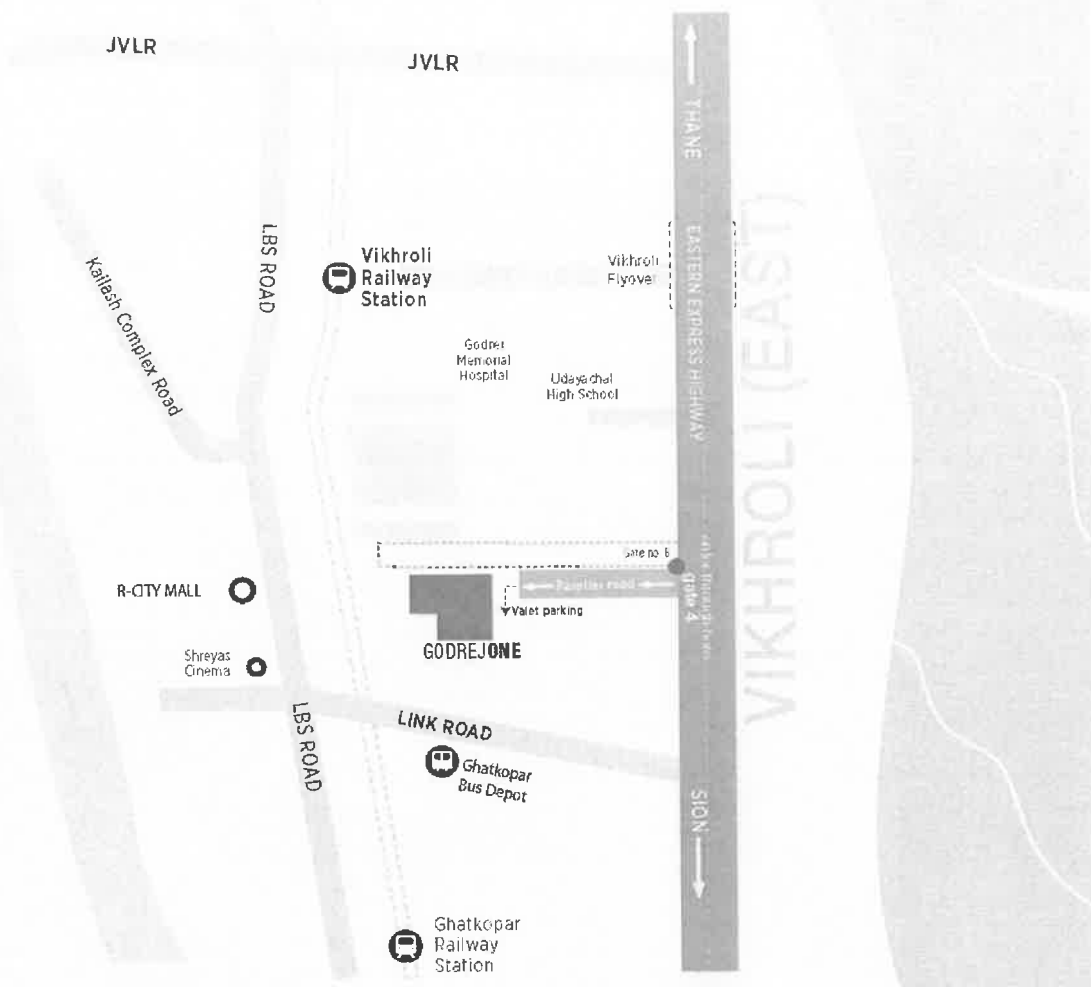 JVLR
JVLR
THANE
LBS ROAD
Kailash Complex Road
Vikhroli
Railway
Station
Vikhroli
Flyover
EASTERN EXPRESS HIGHWAY
VIKHROLI (EAST)
Godrej
Memorial
Hospital
Udayachal
High School
Gate no. 6
gate 4
R-CITY MALL
Valet parking
GODREJONE
Shreyas
Cinema
LBS ROAD
LINK ROAD
Ghatkopar
Bus Depot
SION
Ghatkopar
Railway
Station